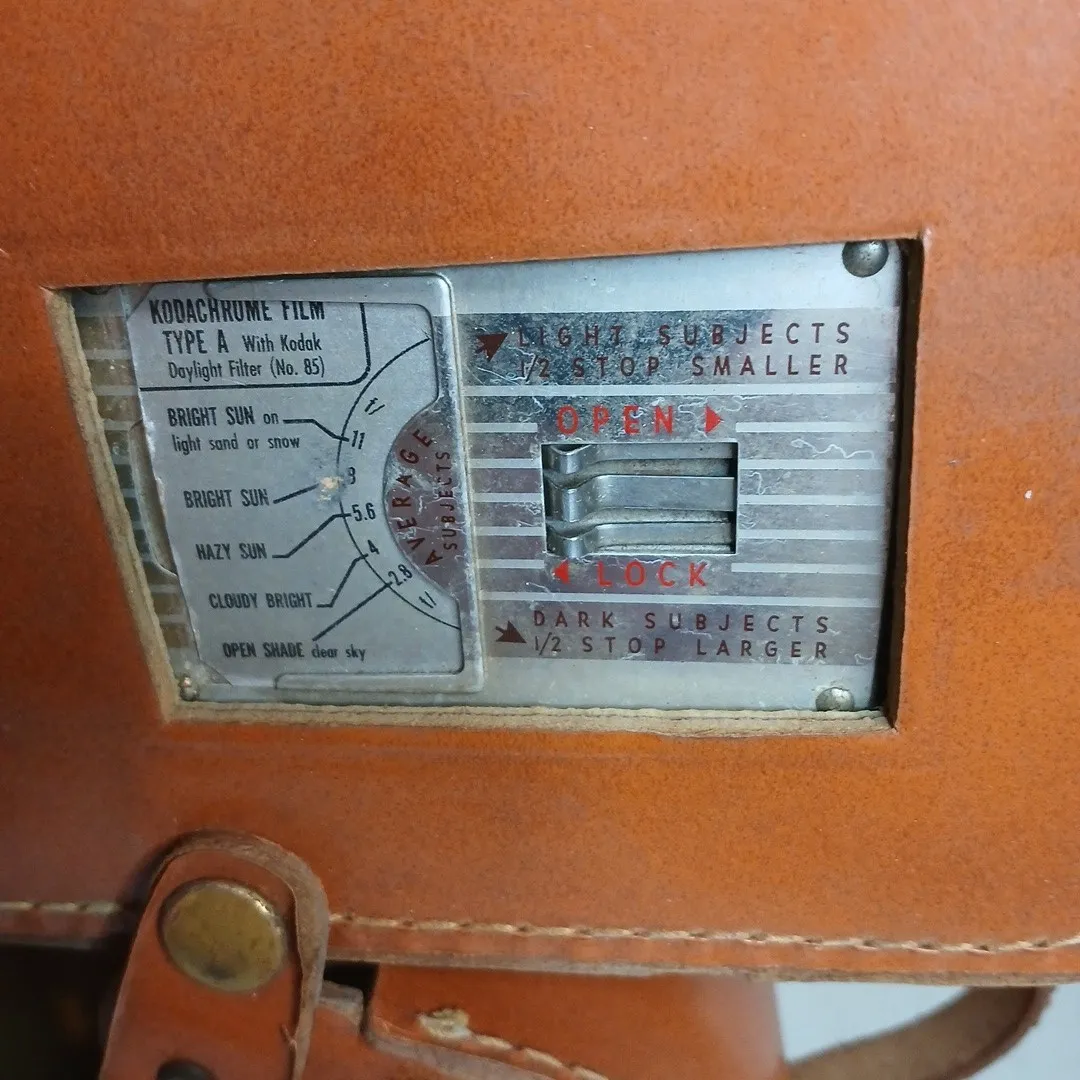 KODACHROME FILM
TYPE A With Kodak
Daylight Filter (No. 85)
BRIGHT SUN on
light sand or snow
BRIGHT SUN
HAZY SUN
CLOUDY BRIGHT
OPEN SHADE clear sky
f/
11
8
5.6
4
2.8
f/
AVERAGE
SUBJECTS
LIGHT SUBJECTS
1/2 STOP SMALLER
OPEN
LOCK
DARK SUBJECTS
1/2 STOP LARGER